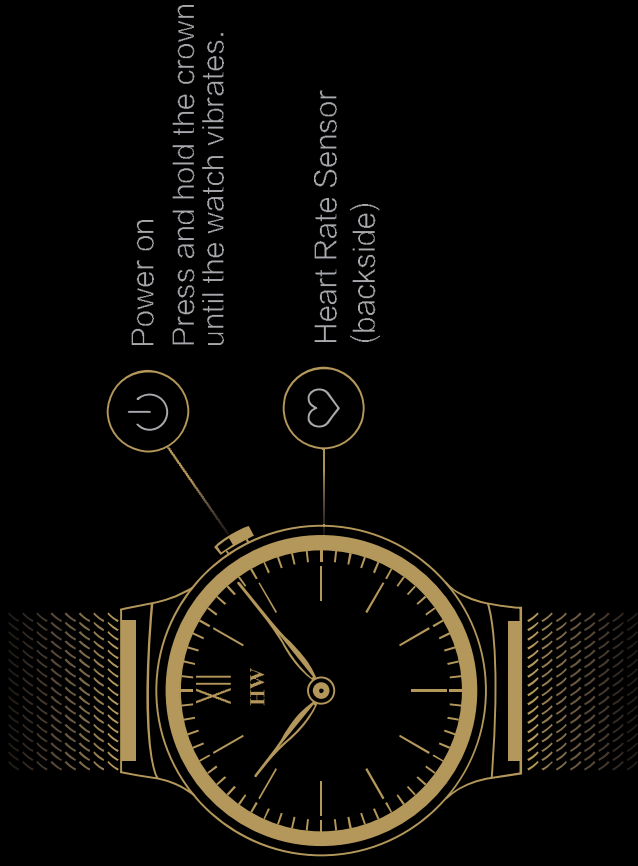 Power on
Press and hold the crown
until the watch vibrates.
Heart Rate Sensor
(backside)
XII
HW